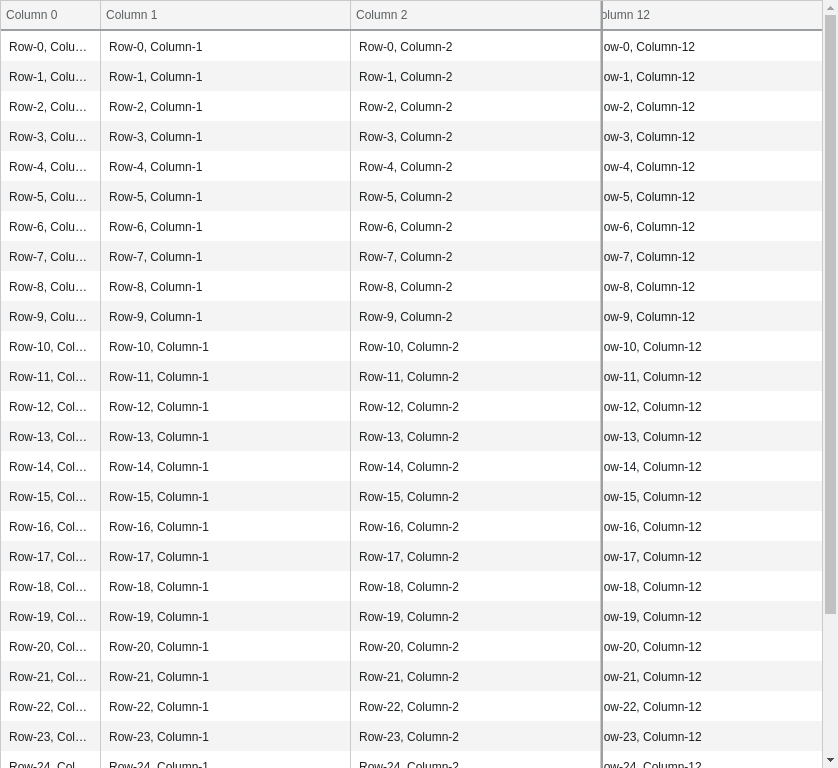 Column 0 Column 1 Column 2 olumn 12
Row-0, Colu... Row-0, Column-1 Row-0, Column-2 ow-0, Column-12
Row-1, Colu... Row-1, Column-1 Row-1, Column-2 ow-1, Column-12
Row-2, Colu... Row-2, Column-1 Row-2, Column-2 ow-2, Column-12
Row-3, Colu... Row-3, Column-1 Row-3, Column-2 ow-3, Column-12
Row-4, Colu... Row-4, Column-1 Row-4, Column-2 ow-4, Column-12
Row-5, Colu... Row-5, Column-1 Row-5, Column-2 ow-5, Column-12
Row-6, Colu... Row-6, Column-1 Row-6, Column-2 ow-6, Column-12
Row-7, Colu... Row-7, Column-1 Row-7, Column-2 ow-7, Column-12
Row-8, Colu... Row-8, Column-1 Row-8, Column-2 ow-8, Column-12
Row-9, Colu... Row-9, Column-1 Row-9, Column-2 ow-9, Column-12
Row-10, Col... Row-10, Column-1 Row-10, Column-2 ow-10, Column-12
Row-11, Col... Row-11, Column-1 Row-11, Column-2 ow-11, Column-12
Row-12, Col... Row-12, Column-1 Row-12, Column-2 ow-12, Column-12
Row-13, Col... Row-13, Column-1 Row-13, Column-2 ow-13, Column-12
Row-14, Col... Row-14, Column-1 Row-14, Column-2 ow-14, Column-12
Row-15, Col... Row-15, Column-1 Row-15, Column-2 ow-15, Column-12
Row-16, Col... Row-16, Column-1 Row-16, Column-2 ow-16, Column-12
Row-17, Col... Row-17, Column-1 Row-17, Column-2 ow-17, Column-12
Row-18, Col... Row-18, Column-1 Row-18, Column-2 ow-18, Column-12
Row-19, Col... Row-19, Column-1 Row-19, Column-2 ow-19, Column-12
Row-20, Col... Row-20, Column-1 Row-20, Column-2 ow-20, Column-12
Row-21, Col... Row-21, Column-1 Row-21, Column-2 ow-21, Column-12
Row-22, Col... Row-22, Column-1 Row-22, Column-2 ow-22, Column-12
Row-23, Col... Row-23, Column-1 Row-23, Column-2 ow-23, Column-12
Row-24, Col... Row-24, Column-1 Row-24, Column-2 ow-24, Column-12